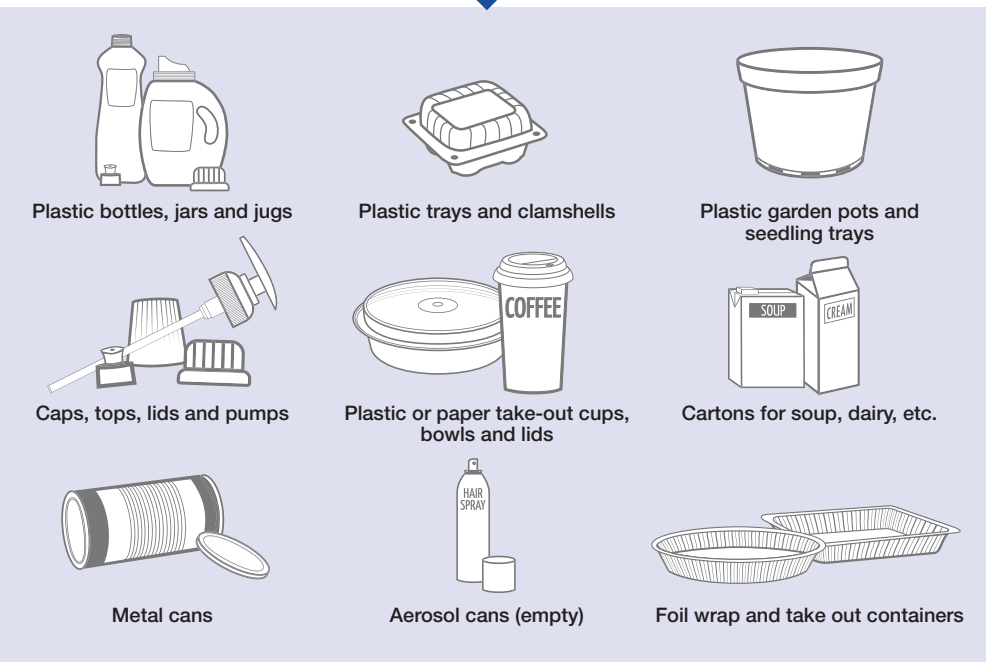 Plastic bottles, jars and jugs
Plastic trays and clamshells
Plastic garden pots and
seedling trays
COFFEE
SOUP
CREAM
Caps, tops, lids and pumps
Plastic or paper take-out cups,
bowls and lids
Cartons for soup, dairy, etc.
HAIR
SPRAY
Metal cans
Aerosol cans (empty)
Foil wrap and take out containers